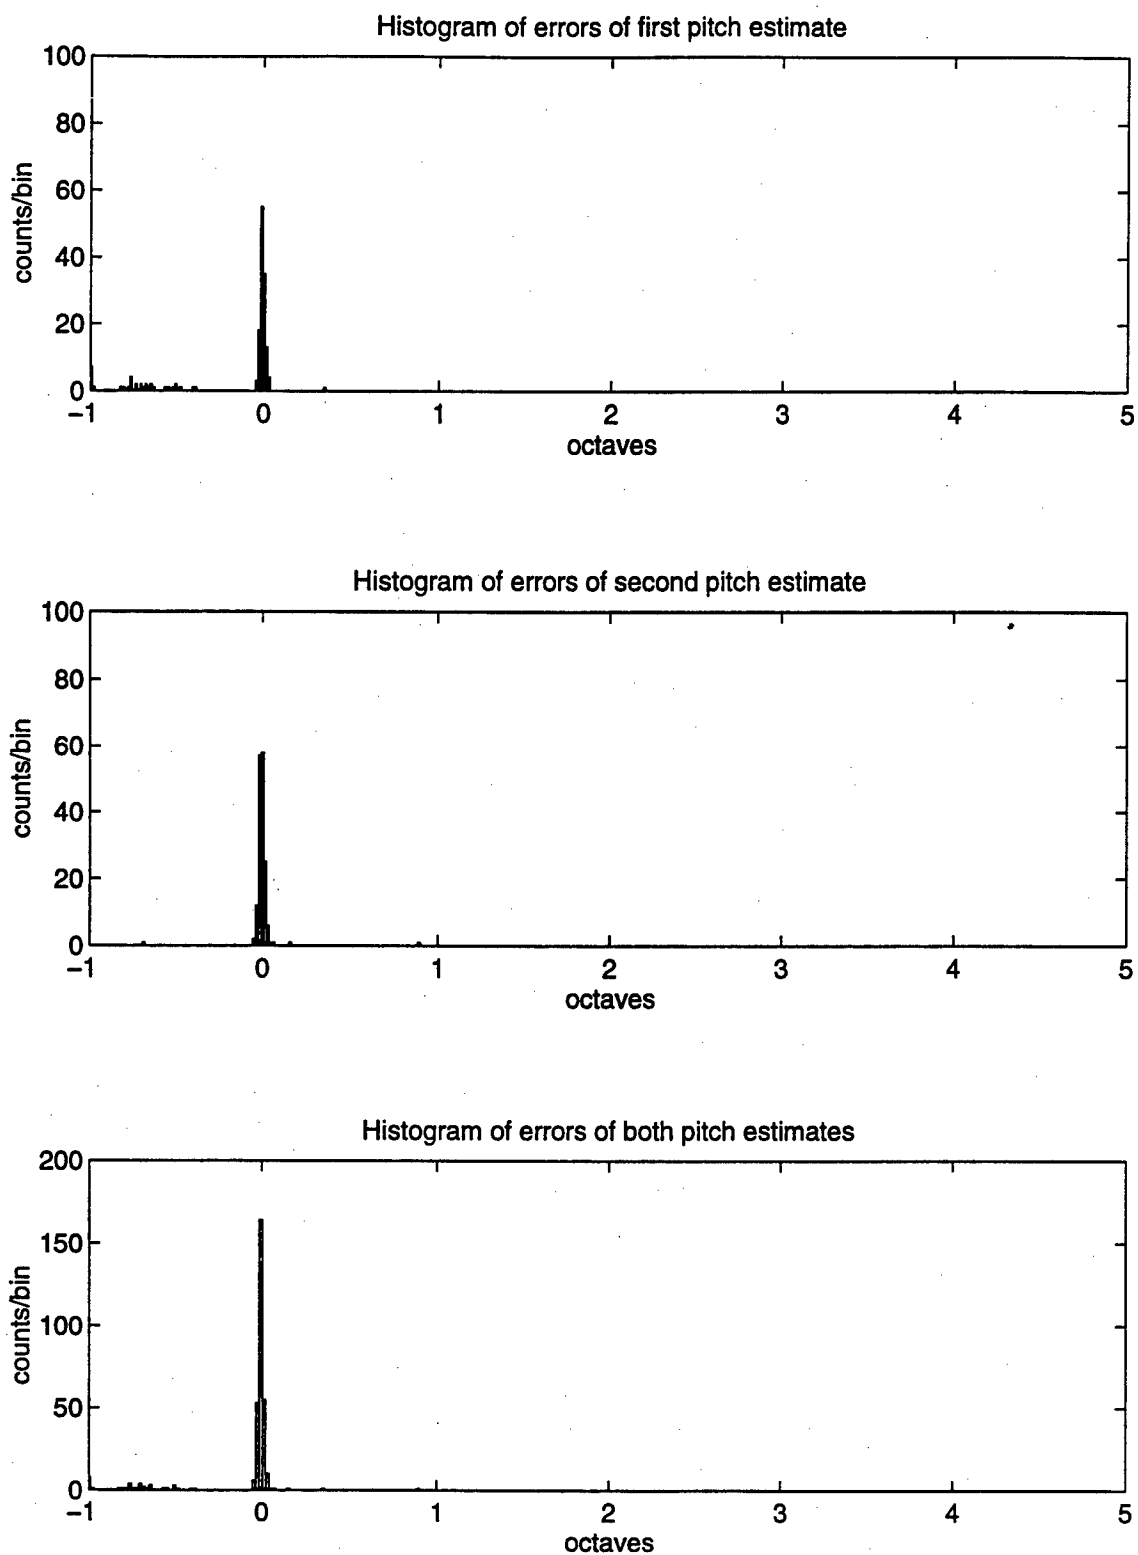 Histogram of errors of first pitch estimate
100
80
60
40
20
0
counts/bin
−1 0 1 2 3 4 5
octaves
Histogram of errors of second pitch estimate
100
80
60
40
20
0
counts/bin
−1 0 1 2 3 4 5
octaves
Histogram of errors of both pitch estimates
200
150
100
50
0
counts/bin
−1 0 1 2 3 4 5
octaves